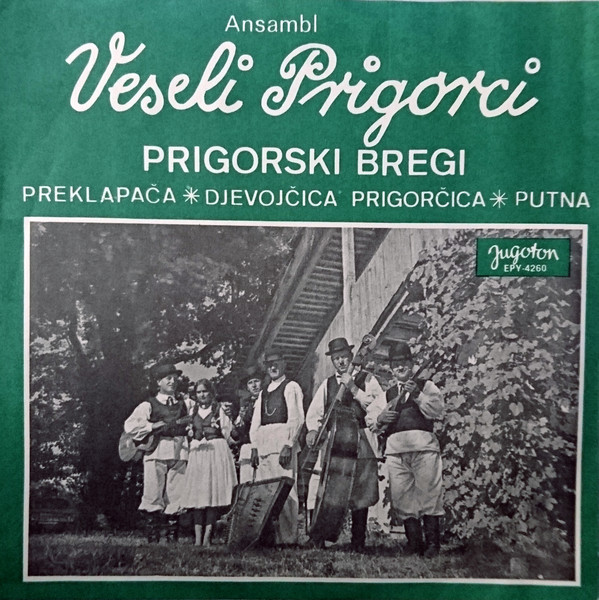 Ansambl
Veseli Prigorci
PRIGORSKI BREGI
PREKLAPAČA * DJEVOJČICA PRIGORČICA * PUTNA
Jugoton
EPY-4260